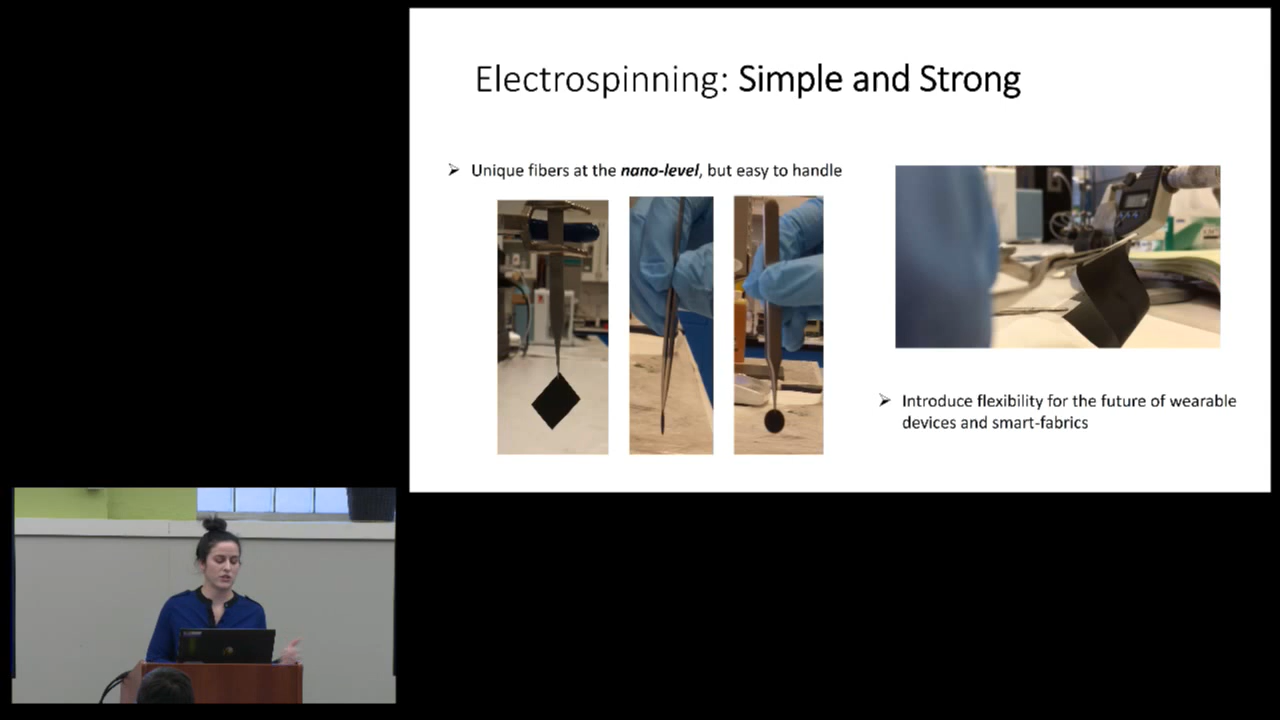 Electrospinning: Simple and Strong
➢ Unique fibers at the nano-level, but easy to handle
➢ Introduce flexibility for the future of wearable
devices and smart-fabrics